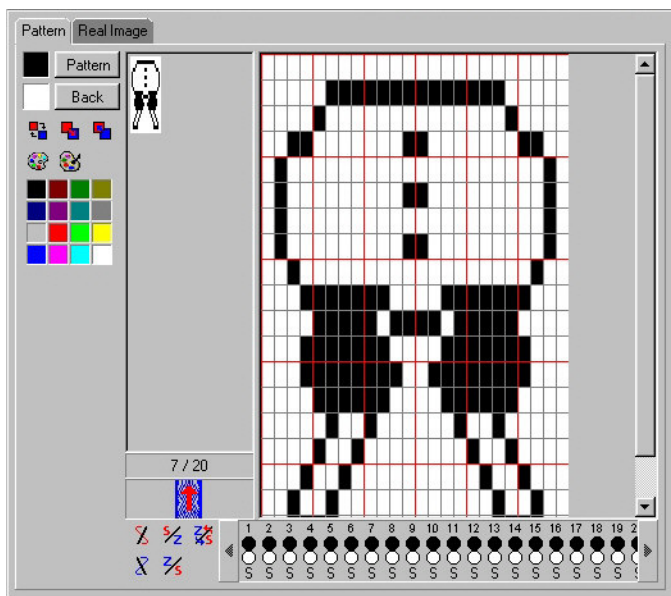 Pattern Real Image
Pattern
Back
7 / 20
S S/Z Z S
Z Z/S
1 2 3 4 5 6 7 8 9 10 11 12 13 14 15 16 17 18 19 2
S S S S S S S S S S S S S S S S S S S